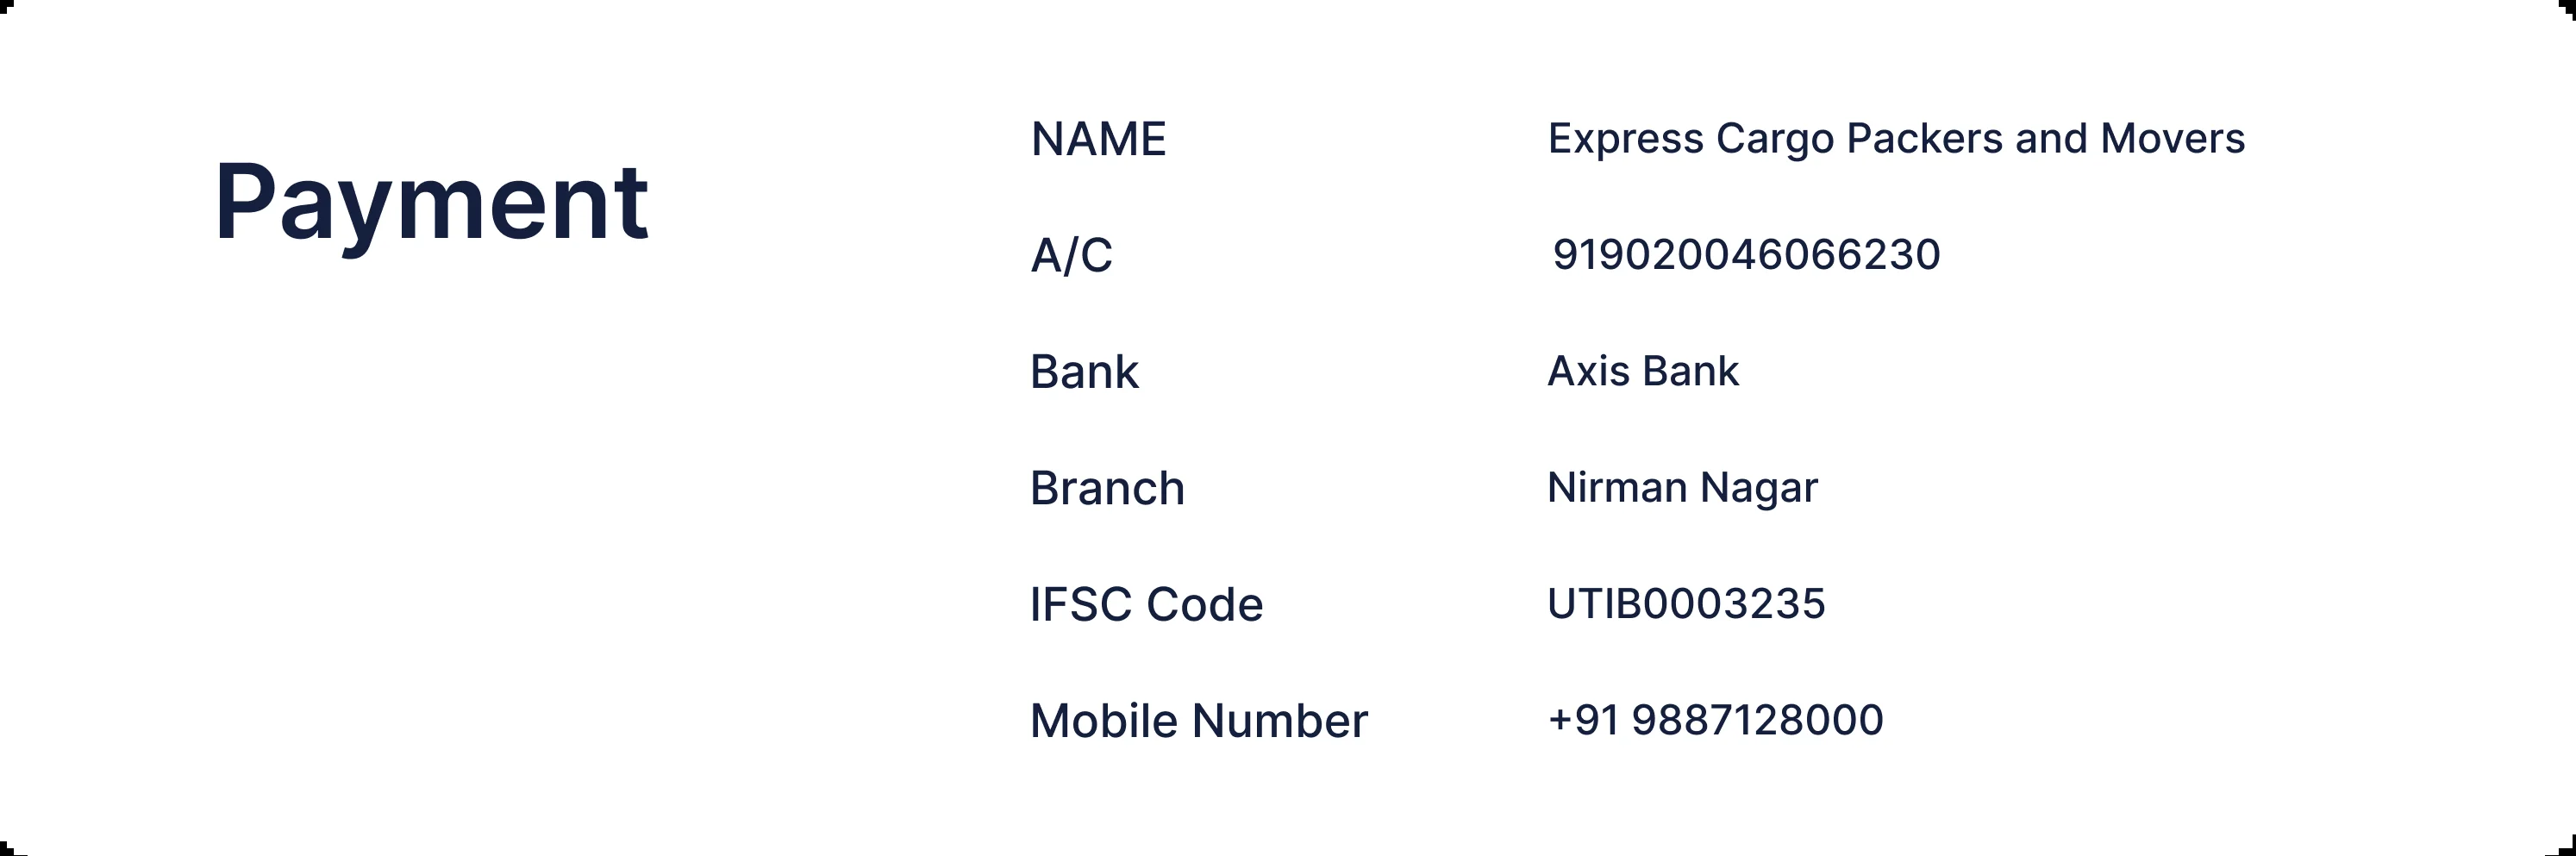 Payment
NAME Express Cargo Packers and Movers
A/C 919020046066230
Bank Axis Bank
Branch Nirman Nagar
IFSC Code UTIB0003235
Mobile Number +91 9887128000